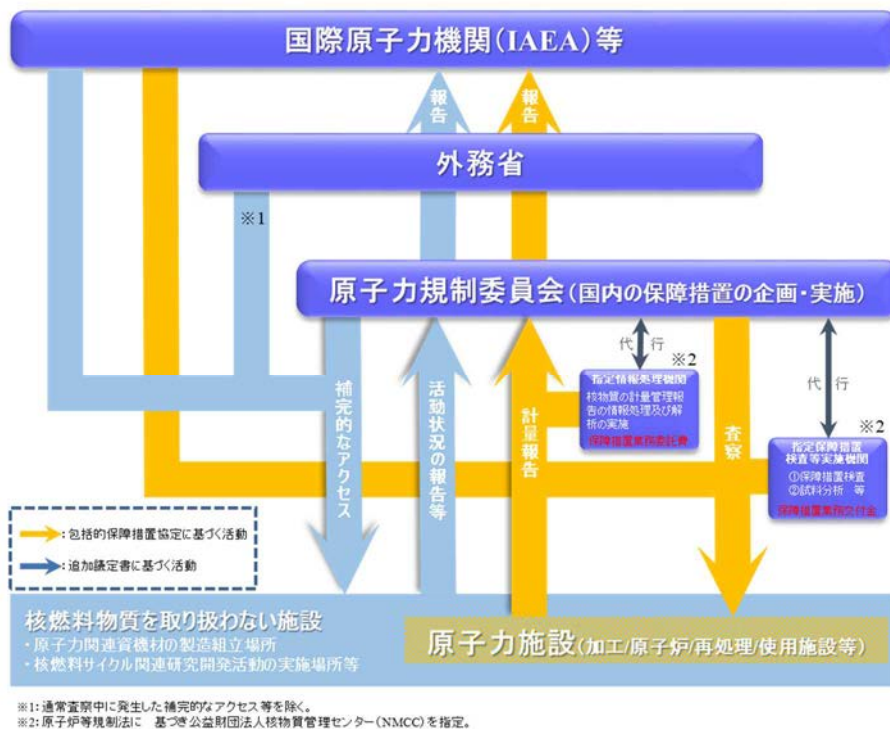 国際原子力機関（IAEA）等
報告
報告
外務省
※1
原子力規制委員会（国内の保障措置の企画・実施）
代 行
※2
指定情報処理機関
核物質の計量管理報
告の情報処理及び解
析の実施
保障措置業務委託費
代 行
※2
指定保障措置
検査等実施機関
①保障措置検査
②試料分析 等
保障措置業務交付金
補完的なアクセス
活動状況の報告等
計量報告
査察
：包括的保障措置協定に基づく活動
：追加議定書に基づく活動
核燃料物質を取り扱わない施設
・原子力関連資機材の製造組立場所
・核燃料サイクル関連研究開発活動の実施場所等
原子力施設（加工/原子炉/再処理/使用施設等）
※1：通常査察中に発生した補完的なアクセス等を除く。
※2：原子炉等規制法に 基づき公益財団法人核物質管理センター（NMCC）を指定。